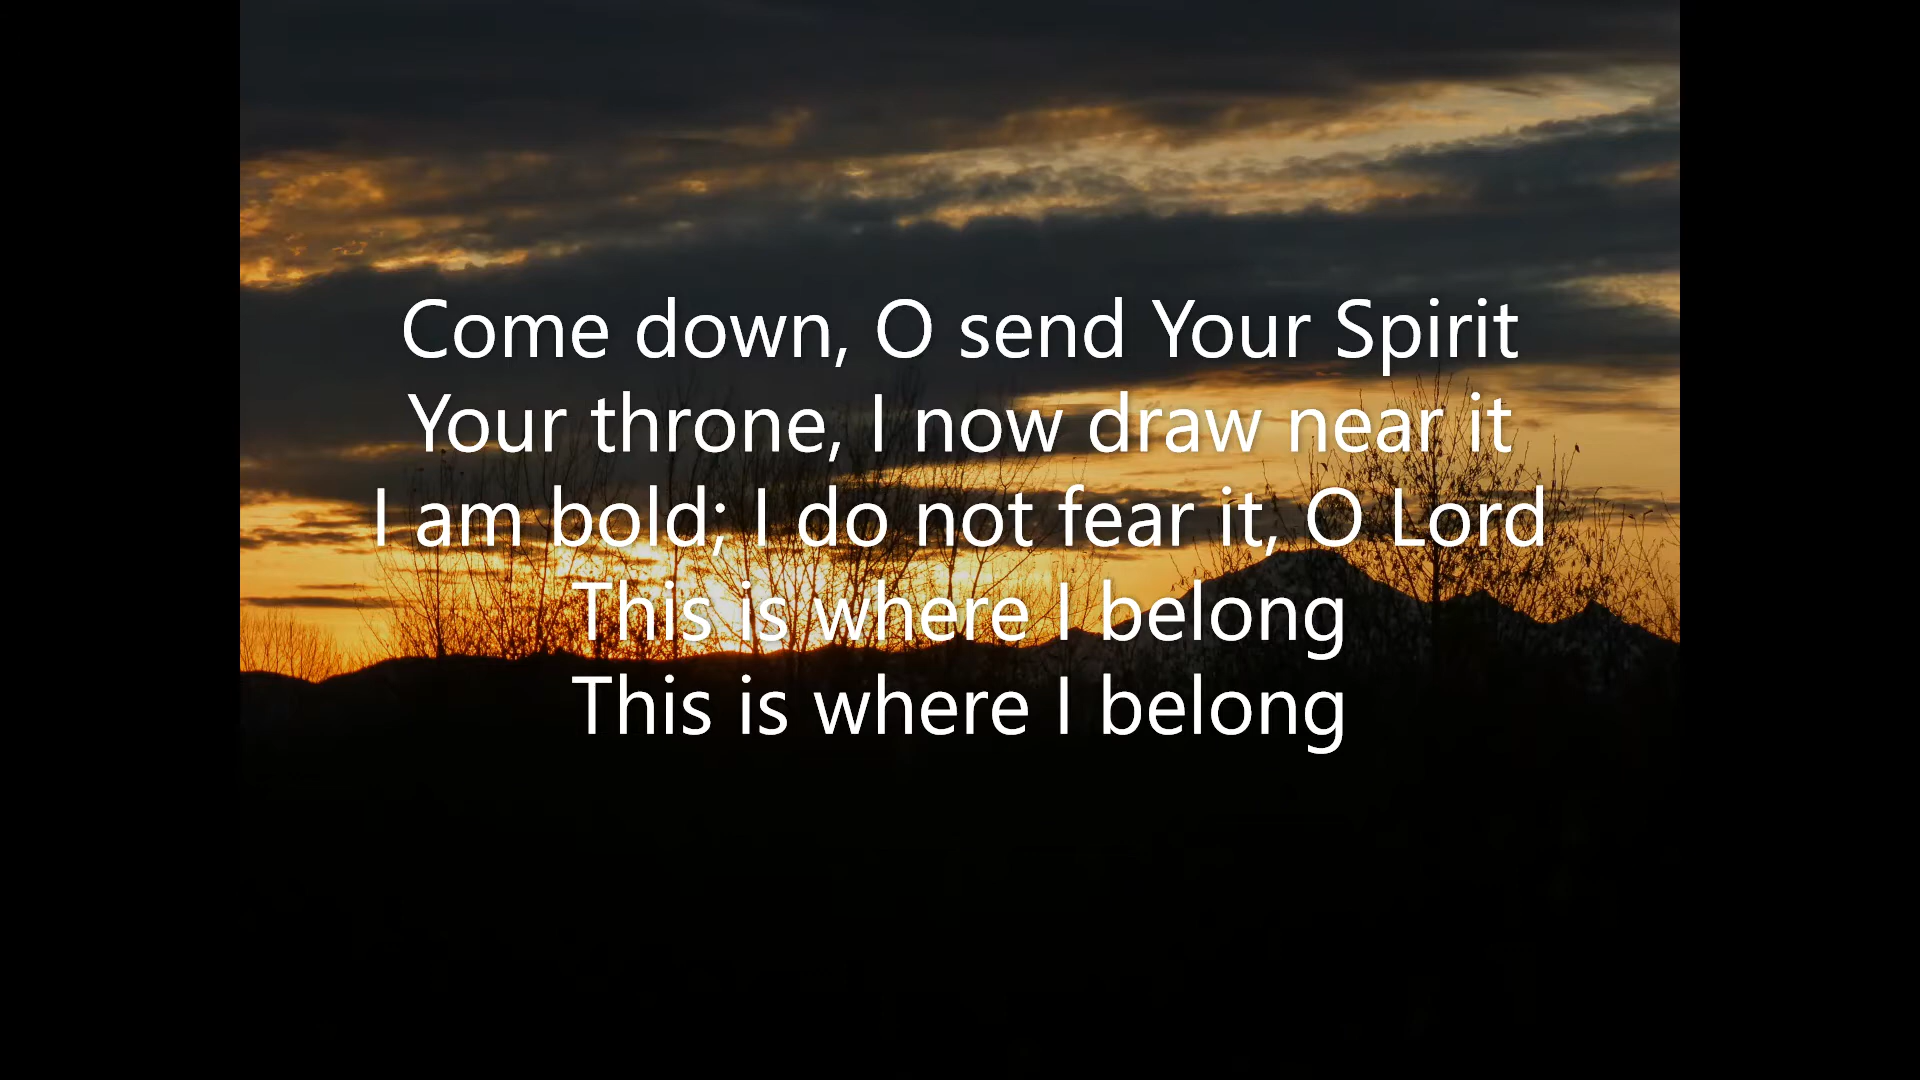 Come down, O send Your Spirit
Your throne, I now draw near it
I am bold; I do not fear it, O Lord
This is where I belong
This is where I belong